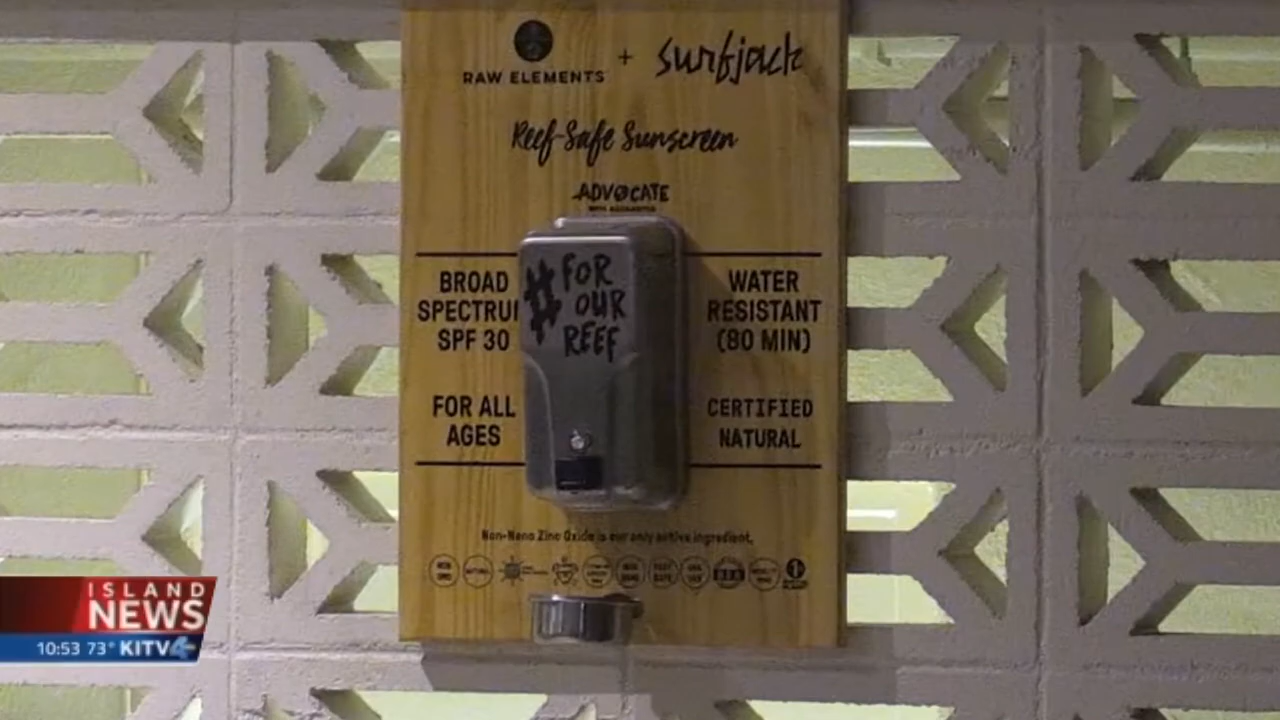 RAW ELEMENTS + surfjack
Reef-Safe Sunscreen
ADVOCATE
BROAD
SPECTRU
SPF 30
#FOR
OUR
REEF
WATER
RESISTANT
(80 MIN)
FOR ALL
AGES
CERTIFIED
NATURAL
Non-Nano Zinc Oxide is our only active ingredient.
ISLAND
NEWS
10:53 73° KITV4